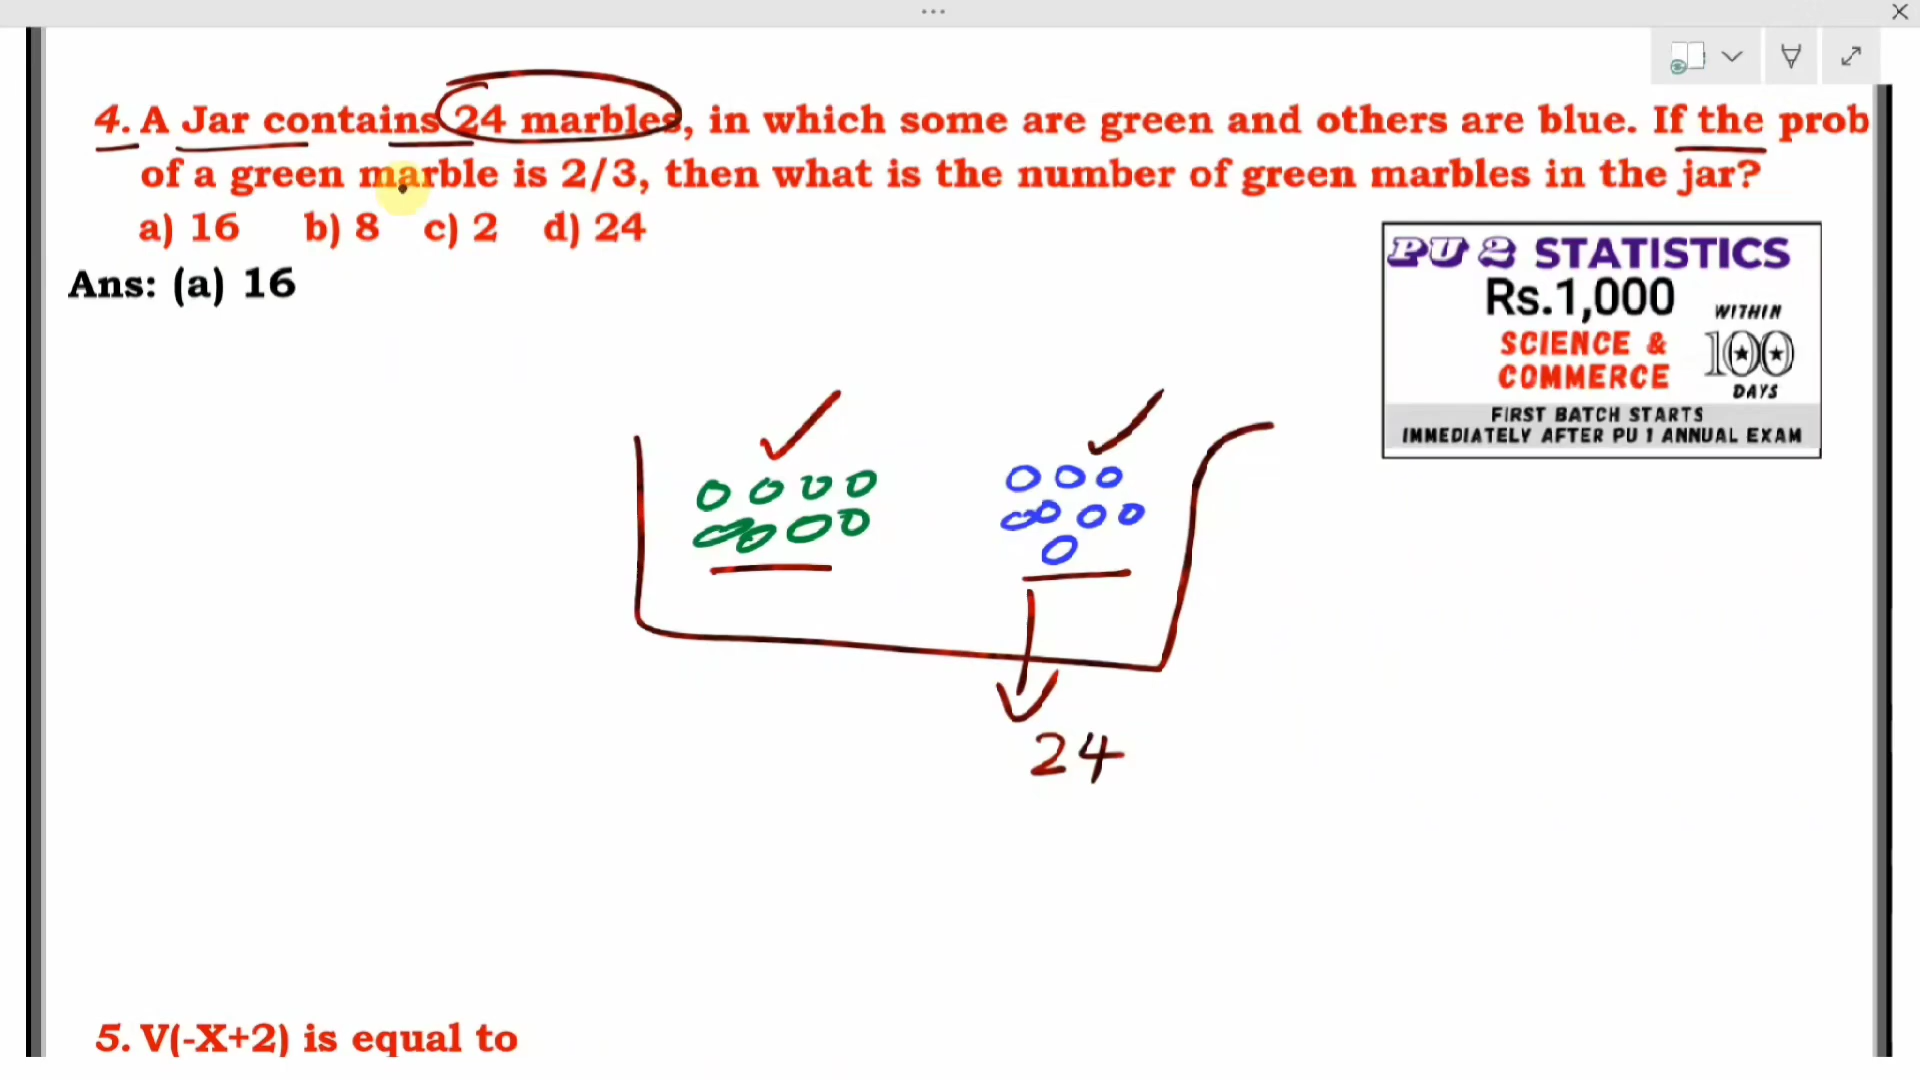 4. A Jar contains 24 marbles, in which some are green and others are blue. If the prob
of a green marble is 2/3, then what is the number of green marbles in the jar?
a) 16 b) 8 c) 2 d) 24
Ans: (a) 16
PU 2 STATISTICS
Rs.1,000
WITHIN
SCIENCE &
100
COMMERCE
DAYS
FIRST BATCH STARTS
IMMEDIATELY AFTER PU 1 ANNUAL EXAM
24
5. V(-X+2) is equal to